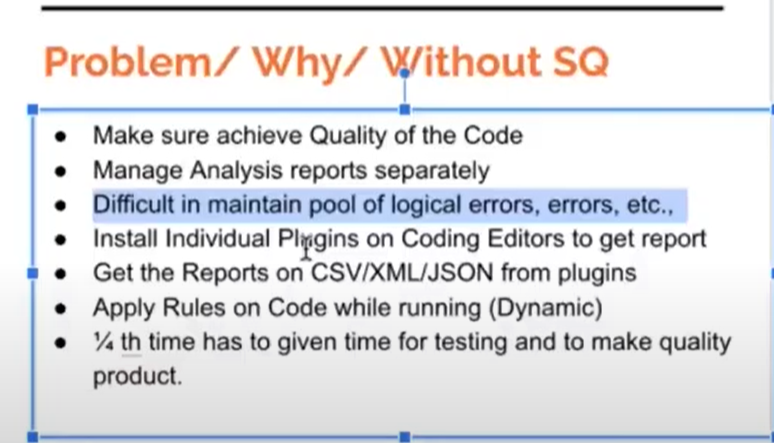 Problem/ Why/ Without SQ
● Make sure achieve Quality of the Code
● Manage Analysis reports separately
● Difficult in maintain pool of logical errors, errors, etc.,
● Install Individual Plugins on Coding Editors to get report
● Get the Reports on CSV/XML/JSON from plugins
● Apply Rules on Code while running (Dynamic)
● ¼ th time has to given time for testing and to make quality
product.